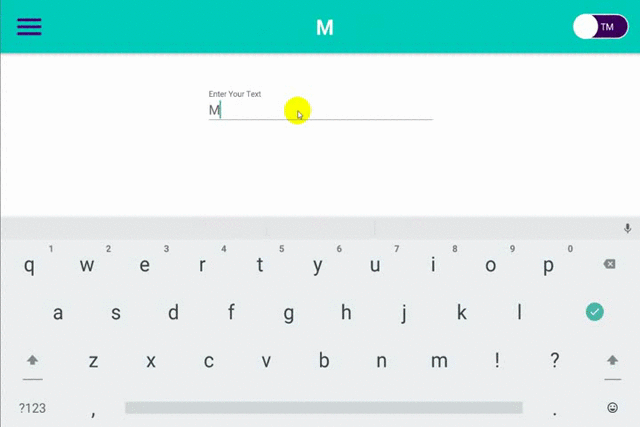 M
TM
Enter Your Text
M
1 2 3 4 5 6 7 8 9 0
q w e r t y u i o p
a s d f g h j k l
z x c v b n m ! ?
?123 , .